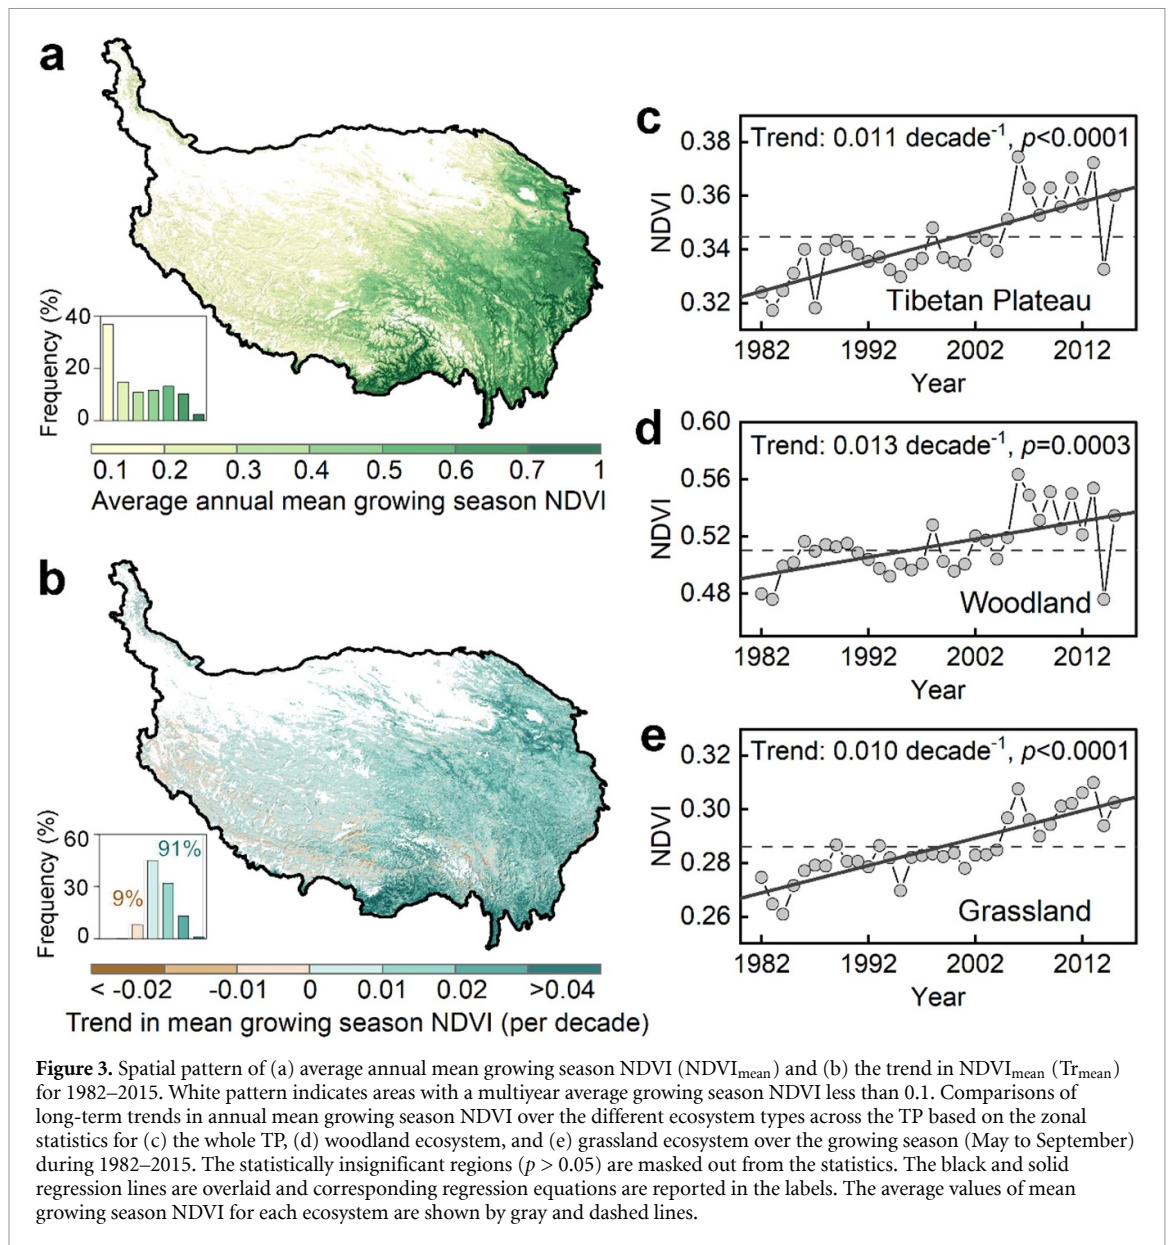 a
Frequency (%)
40
20
0
0.1 0.2 0.3 0.4 0.5 0.6 0.7 1
Average annual mean growing season NDVI
b
Frequency (%)
60
30
0
91%
9%
< -0.02 -0.01 0 0.01 0.02 >0.04
Trend in mean growing season NDVI (per decade)
c
NDVI
0.38
0.36
0.34
0.32
Trend: 0.011 decade⁻¹, p<0.0001
Tibetan Plateau
1982 1992 2002 2012
Year
d
NDVI
0.60
0.56
0.52
0.48
Trend: 0.013 decade⁻¹, p=0.0003
Woodland
1982 1992 2002 2012
Year
e
NDVI
0.32
0.30
0.28
0.26
Trend: 0.010 decade⁻¹, p<0.0001
Grassland
1982 1992 2002 2012
Year
Figure 3. Spatial pattern of (a) average annual mean growing season NDVI (NDVImean) and (b) the trend in NDVImean (Trmean)
for 1982–2015. White pattern indicates areas with a multiyear average growing season NDVI less than 0.1. Comparisons of
long-term trends in annual mean growing season NDVI over the different ecosystem types across the TP based on the zonal
statistics for (c) the whole TP, (d) woodland ecosystem, and (e) grassland ecosystem over the growing season (May to September)
during 1982–2015. The statistically insignificant regions (p > 0.05) are masked out from the statistics. The black and solid
regression lines are overlaid and corresponding regression equations are reported in the labels. The average values of mean
growing season NDVI for each ecosystem are shown by gray and dashed lines.